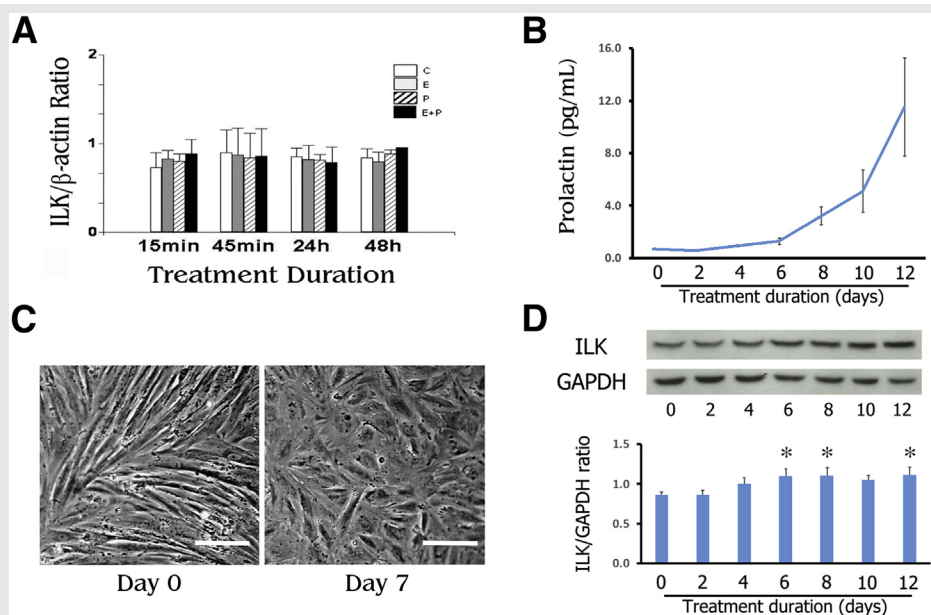 A
ILK/β-actin Ratio
2
1
0
C
E
P
E+P
15min 45min 24h 48h
Treatment Duration
B
Prolactin (pg/mL)
16.0
12.0
8.0
4.0
0.0
0 2 4 6 8 10 12
Treatment duration (days)
C
Day 0 Day 7
D
ILK
GAPDH
0 2 4 6 8 10 12
ILK/GAPDH ratio
1.5
1.0
0.5
0.0
* * *
0 2 4 6 8 10 12
Treatment duration (days)